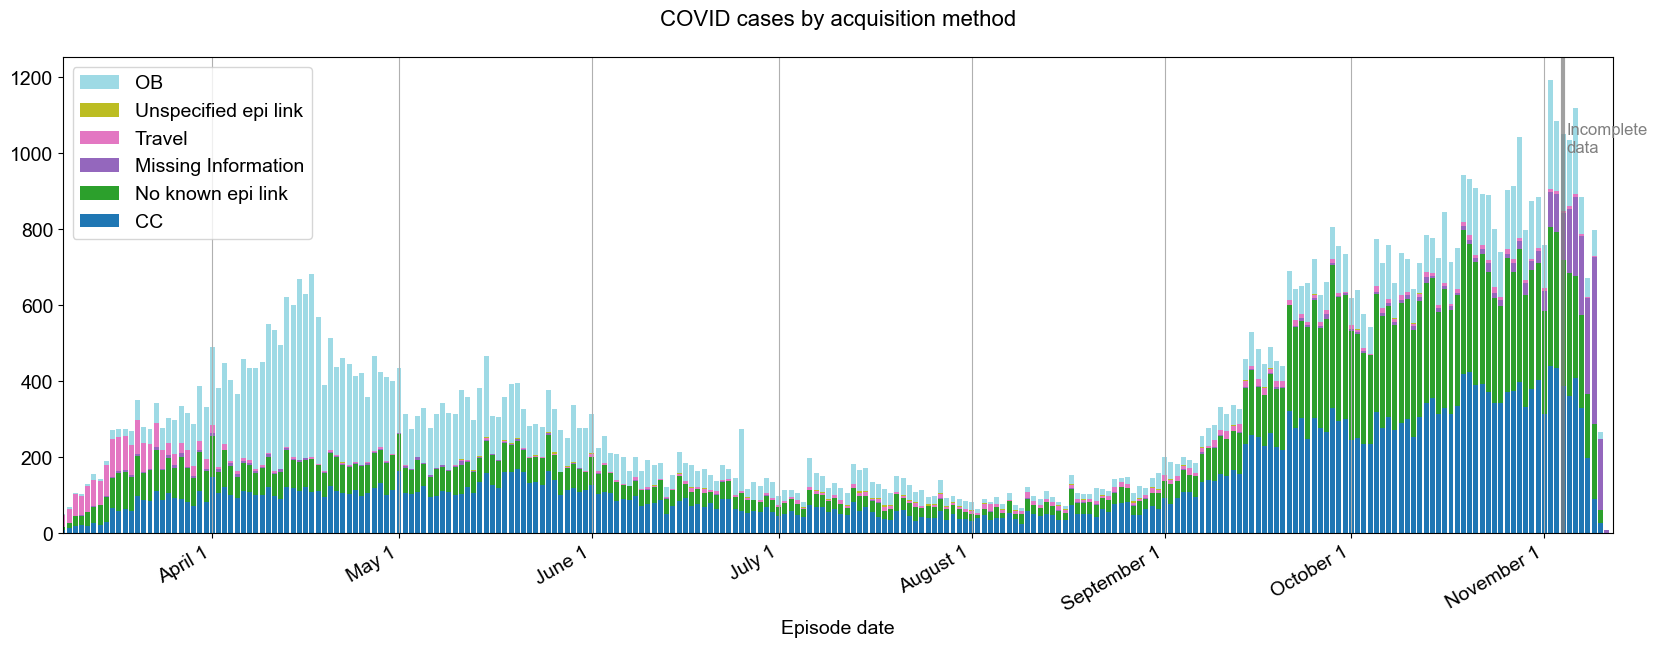 COVID cases by acquisition method
1200
1000
800
600
400
200
0
OB
Unspecified epi link
Travel
Missing Information
No known epi link
CC
Incomplete
data
April 1
May 1
June 1
July 1
August 1
September 1
October 1
November 1
Episode date